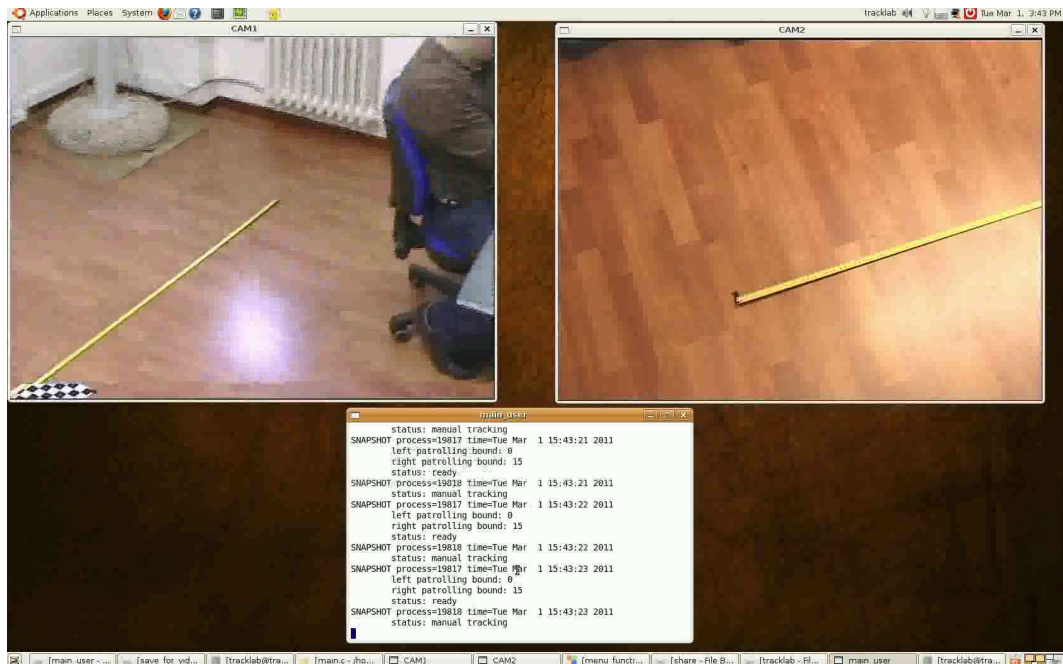 Applications Places System
tracklab
Tue Mar 1, 3:43 PM
CAM1
CAM2
main_user
status: manual tracking
SNAPSHOT process=19817 time=Tue Mar 1 15:43:21 2011
left patrolling bound: 0
right patrolling bound: 15
status: ready
SNAPSHOT process=19818 time=Tue Mar 1 15:43:21 2011
status: manual tracking
SNAPSHOT process=19817 time=Tue Mar 1 15:43:22 2011
left patrolling bound: 0
right patrolling bound: 15
status: ready
SNAPSHOT process=19818 time=Tue Mar 1 15:43:22 2011
status: manual tracking
SNAPSHOT process=19817 time=Tue Mar 1 15:43:23 2011
left patrolling bound: 0
right patrolling bound: 15
status: ready
SNAPSHOT process=19818 time=Tue Mar 1 15:43:23 2011
status: manual tracking
[main_user - ... [save for vid... [tracklab@tra... [main.c - /ho... CAM1 CAM2 [menu functi... [share - File B... [tracklab - Fil... main_user [tracklab@tra...